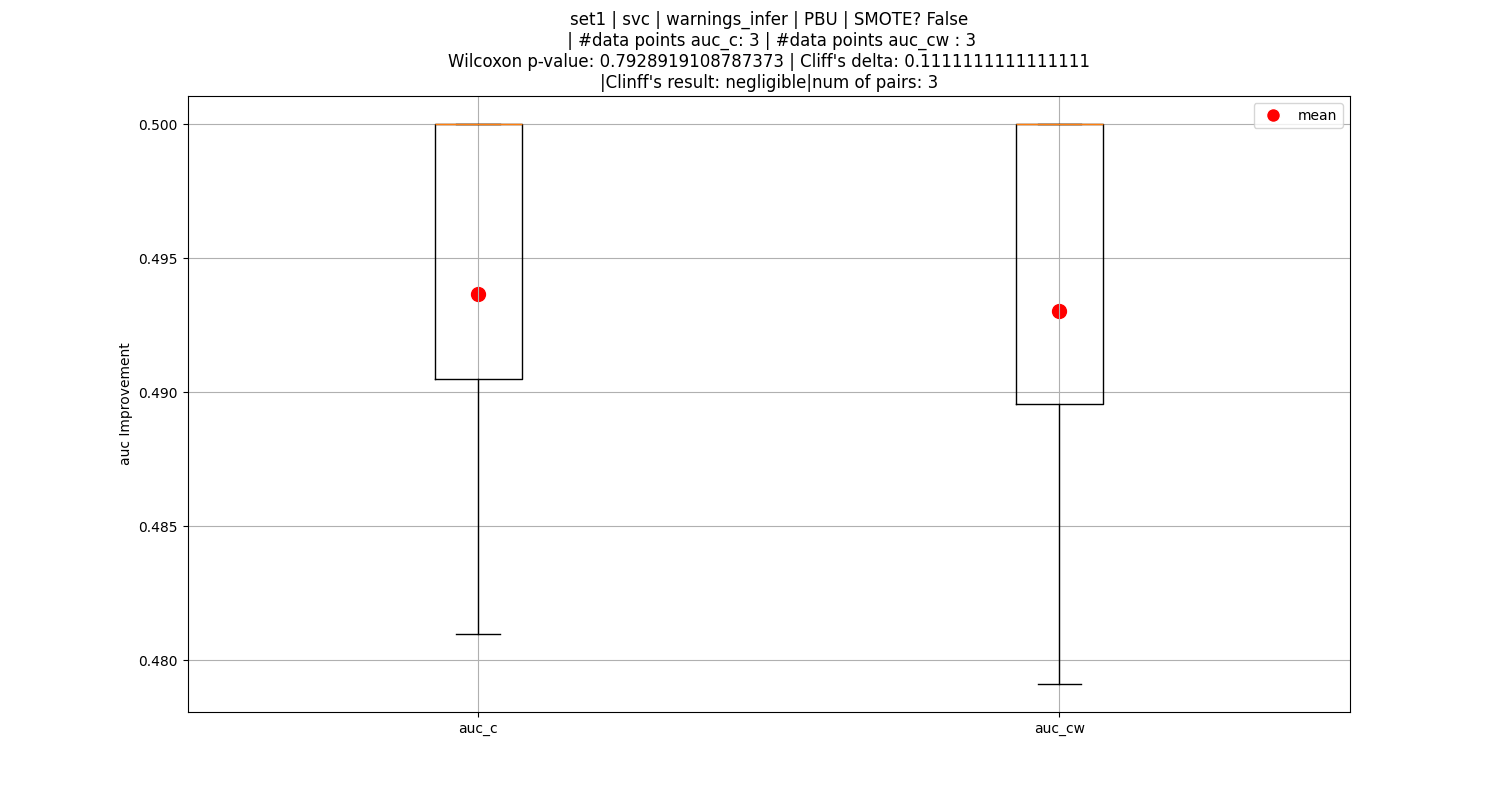 set1 | svc | warnings_infer | PBU | SMOTE? False
| #data points auc_c: 3 | #data points auc_cw : 3
Wilcoxon p-value: 0.7928919108787373 | Cliff's delta: 0.1111111111111111
|Clinff's result: negligible|num of pairs: 3
mean
0.500
0.495
0.490
0.485
0.480
auc Improvement
auc_c
auc_cw